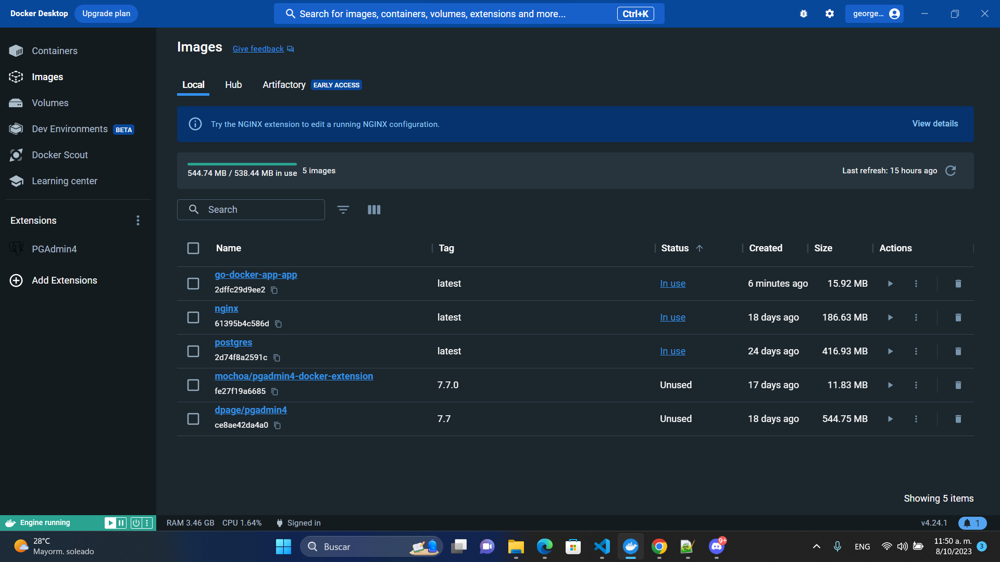 Docker Desktop Upgrade plan
Search for images, containers, volumes, extensions and more... Ctrl+K
george...
Containers
Images
Volumes
Dev Environments BETA
Docker Scout
Learning center
Extensions
PGAdmin4
Add Extensions
Images Give feedback
Local Hub Artifactory EARLY ACCESS
Try the NGINX extension to edit a running NGINX configuration. View details
544.74 MB / 538.44 MB in use 5 images Last refresh: 15 hours ago
Search
Name Tag Status Created Size Actions
go-docker-app-app
2dffc29d9ee2
latest In use 6 minutes ago 15.92 MB
nginx
61395b4c586d
latest In use 18 days ago 186.63 MB
postgres
2d74f8a2591c
latest In use 24 days ago 416.93 MB
mochoa/pgadmin4-docker-extension
fe27f19a6685
7.7.0 Unused 17 days ago 11.83 MB
dpage/pgadmin4
ce8ae42da4a0
7.7 Unused 18 days ago 544.75 MB
Showing 5 items
Engine running
RAM 3.46 GB CPU 1.64% Signed in v4.24.1 1
28°C
Mayorm. soleado
Buscar
9+
ENG
11:50 a. m.
8/10/2023
3